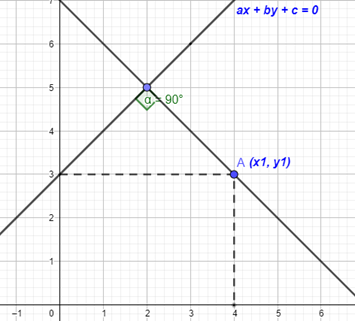 7
ax + by + c = 0
6
5
α = 90°
4
A (x1, y1)
3
2
1
−1 0 1 2 3 4 5 6